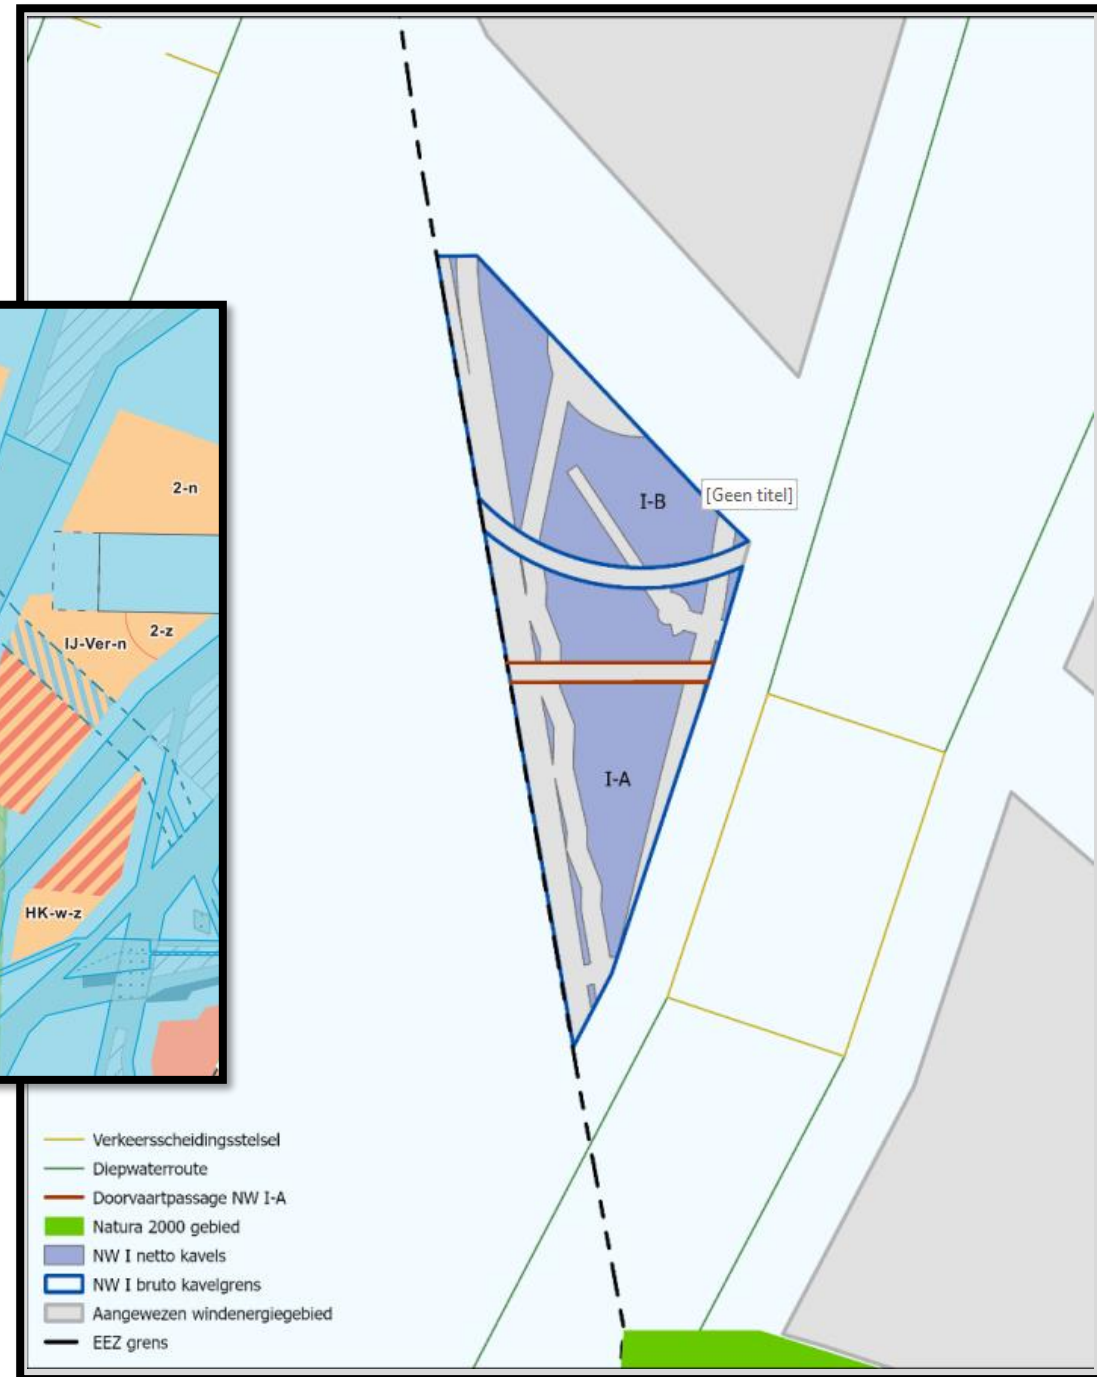 I-B
[Geen titel]
I-A
2-n
2-z
IJ-Ver-n
HK-w-z
Verkeersscheidingsstelsel
Diepwaterroute
Doorvaartpassage NW I-A
Natura 2000 gebied
NW I netto kavels
NW I bruto kavelgrens
Aangewezen windenergiegebied
EEZ grens